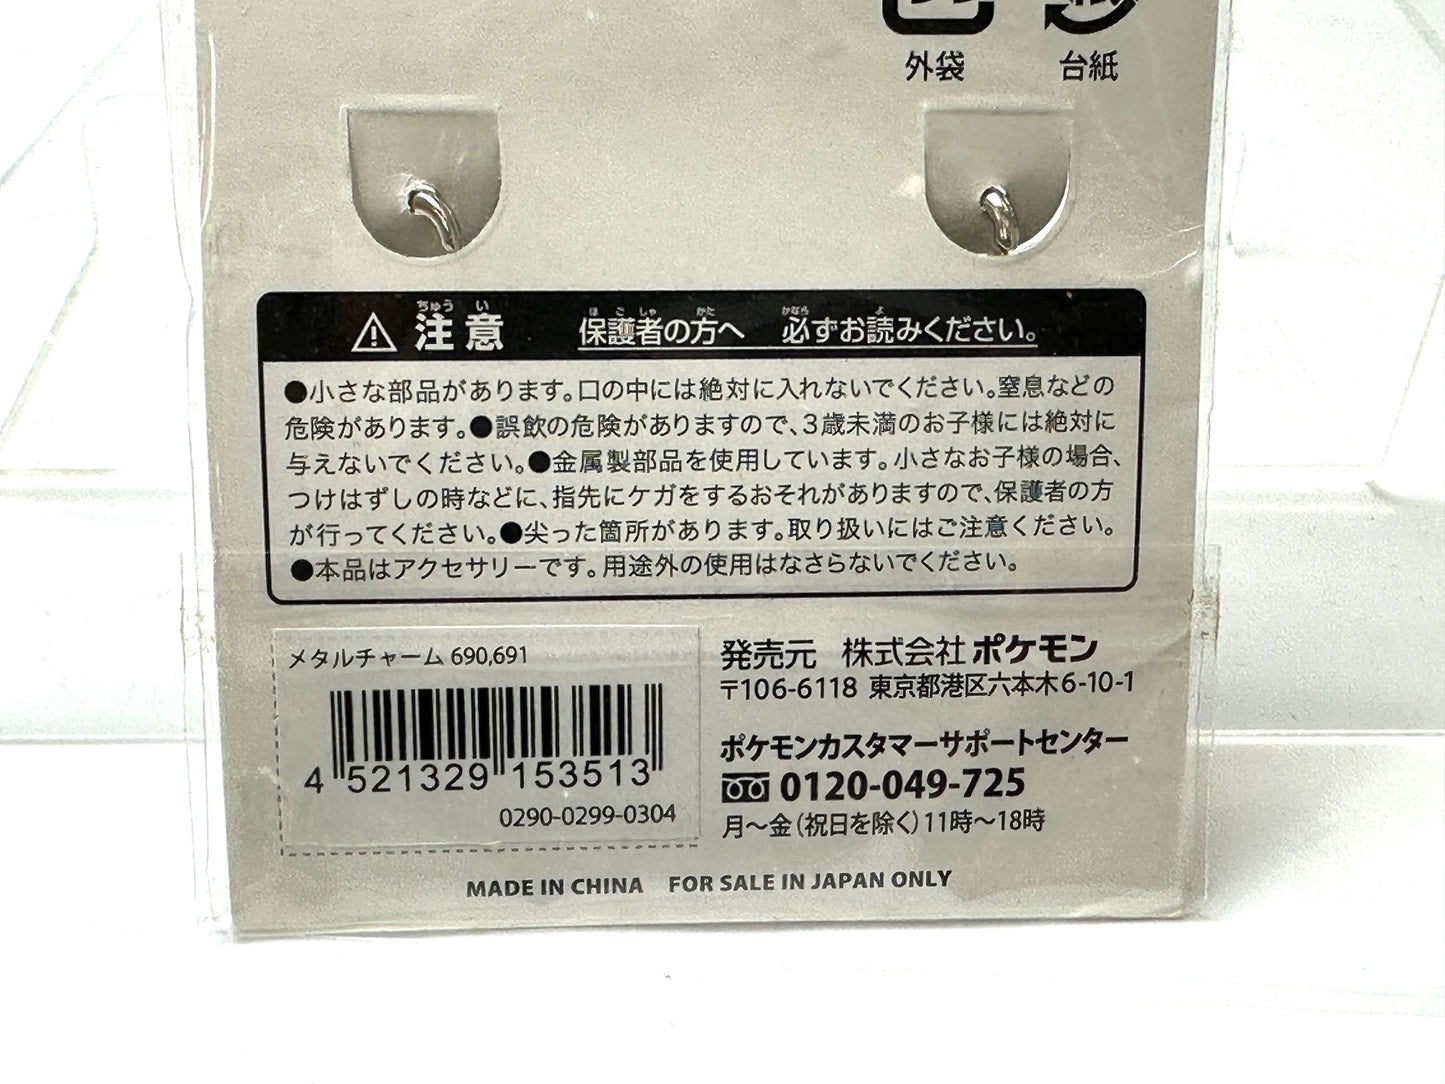 外袋 台紙
ちゅう い ほ ご しゃ かた かなら よ
注意 保護者の方へ 必ずお読みください。
●小さな部品があります。口の中には絶対に入れないでください。窒息などの
危険があります。●誤飲の危険がありますので、3歳未満のお子様には絶対に
与えないでください。●金属製部品を使用しています。小さなお子様の場合、
つけはずしの時などに、指先にケガをするおそれがありますので、保護者の方
が行ってください。●尖った箇所があります。取り扱いにはご注意ください。
●本品はアクセサリーです。用途外の使用はなさらないでください。
メタルチャーム 690,691
4 521329 153513
0290-0299-0304
発売元 株式会社 ポケモン
〒106-6118 東京都港区六本木6-10-1
ポケモンカスタマーサポートセンター
0120-049-725
月〜金(祝日を除く)11時〜18時
MADE IN CHINA FOR SALE IN JAPAN ONLY